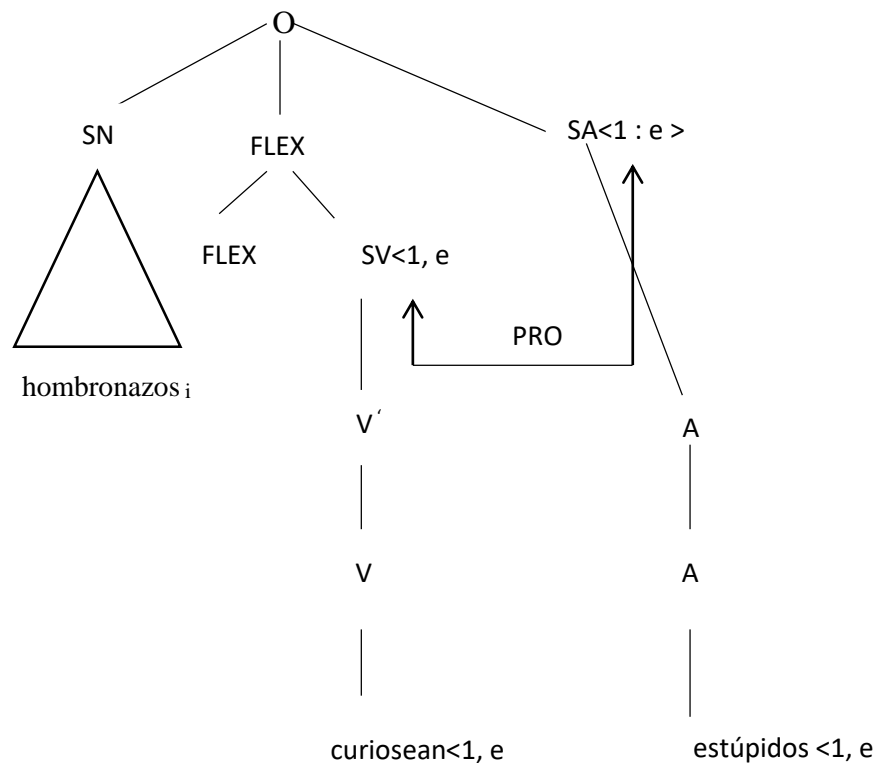 O
SN
FLEX
SA<1 : e >
FLEX
SV<1, e
PRO
hombronazos i
V ‘
A
V
A
curiosean<1, e
estúpidos <1, e